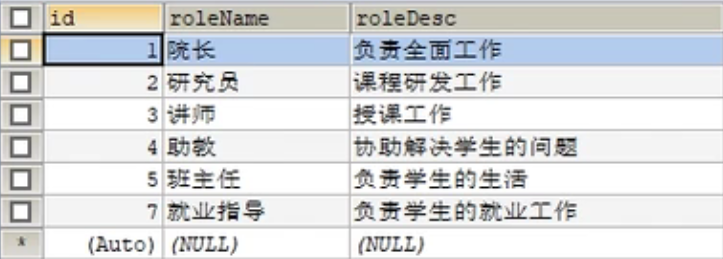 id roleName roleDesc
1 院长 负责全面工作
2 研究员 课程研发工作
3 讲师 授课工作
4 助教 协助解决学生的问题
5 班主任 负责学生的生活
7 就业指导 负责学生的就业工作
* (Auto) (NULL) (NULL)